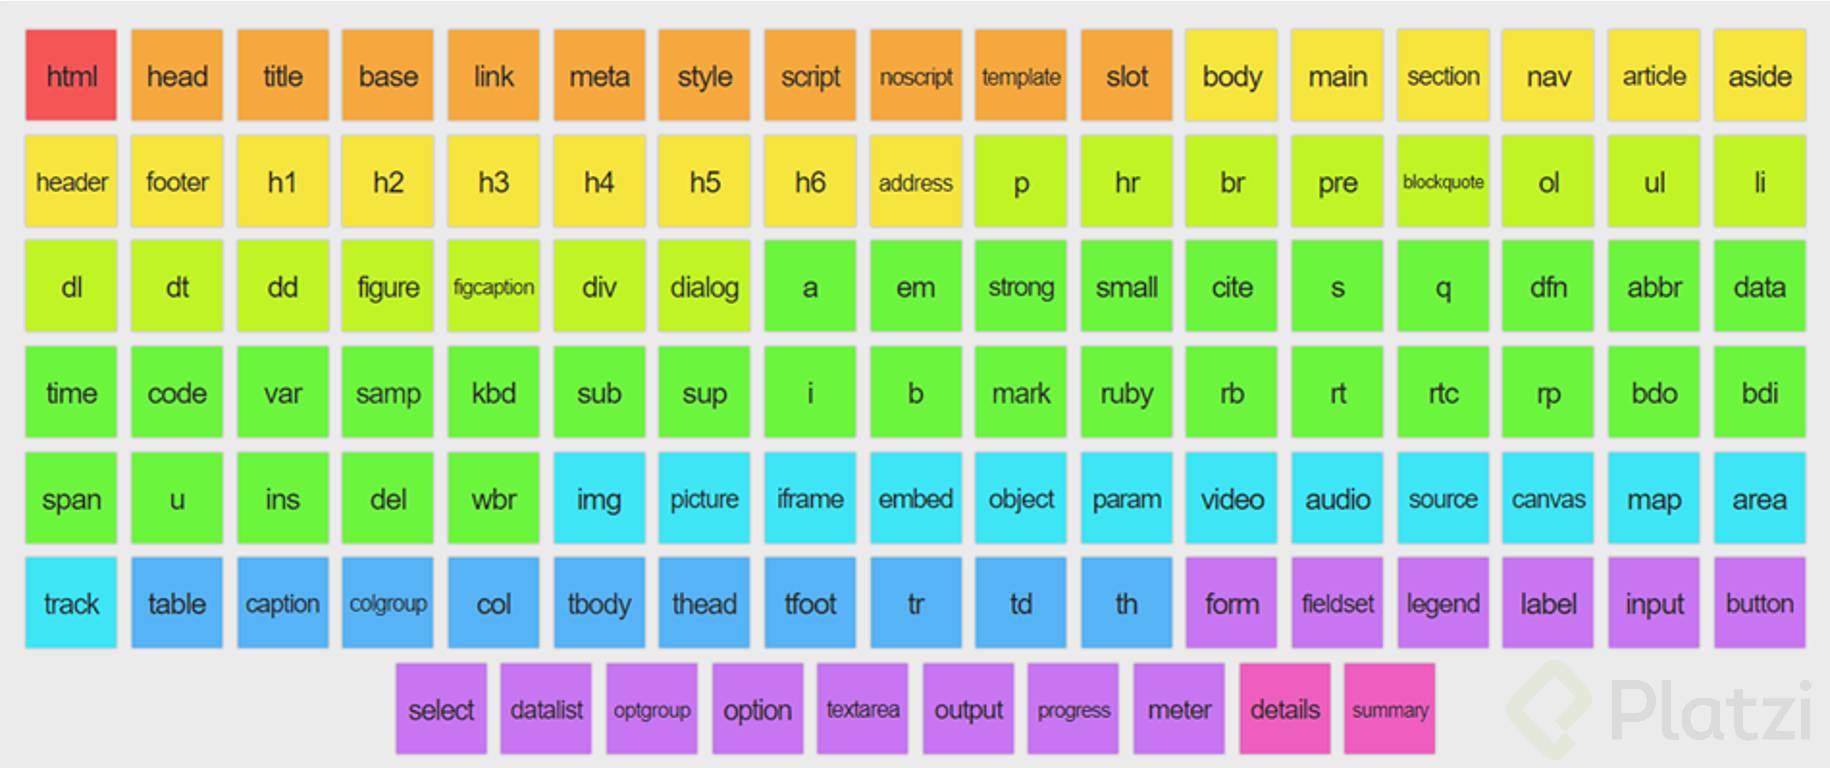 html head title base link meta style script noscript template slot body main section nav article aside
header footer h1 h2 h3 h4 h5 h6 address p hr br pre blockquote ol ul li
dl dt dd figure figcaption div dialog a em strong small cite s q dfn abbr data
time code var samp kbd sub sup i b mark ruby rb rt rtc rp bdo bdi
span u ins del wbr img picture iframe embed object param video audio source canvas map area
track table caption colgroup col tbody thead tfoot tr td th form fieldset legend label input button
select datalist optgroup option textarea output progress meter details summary
Platzi